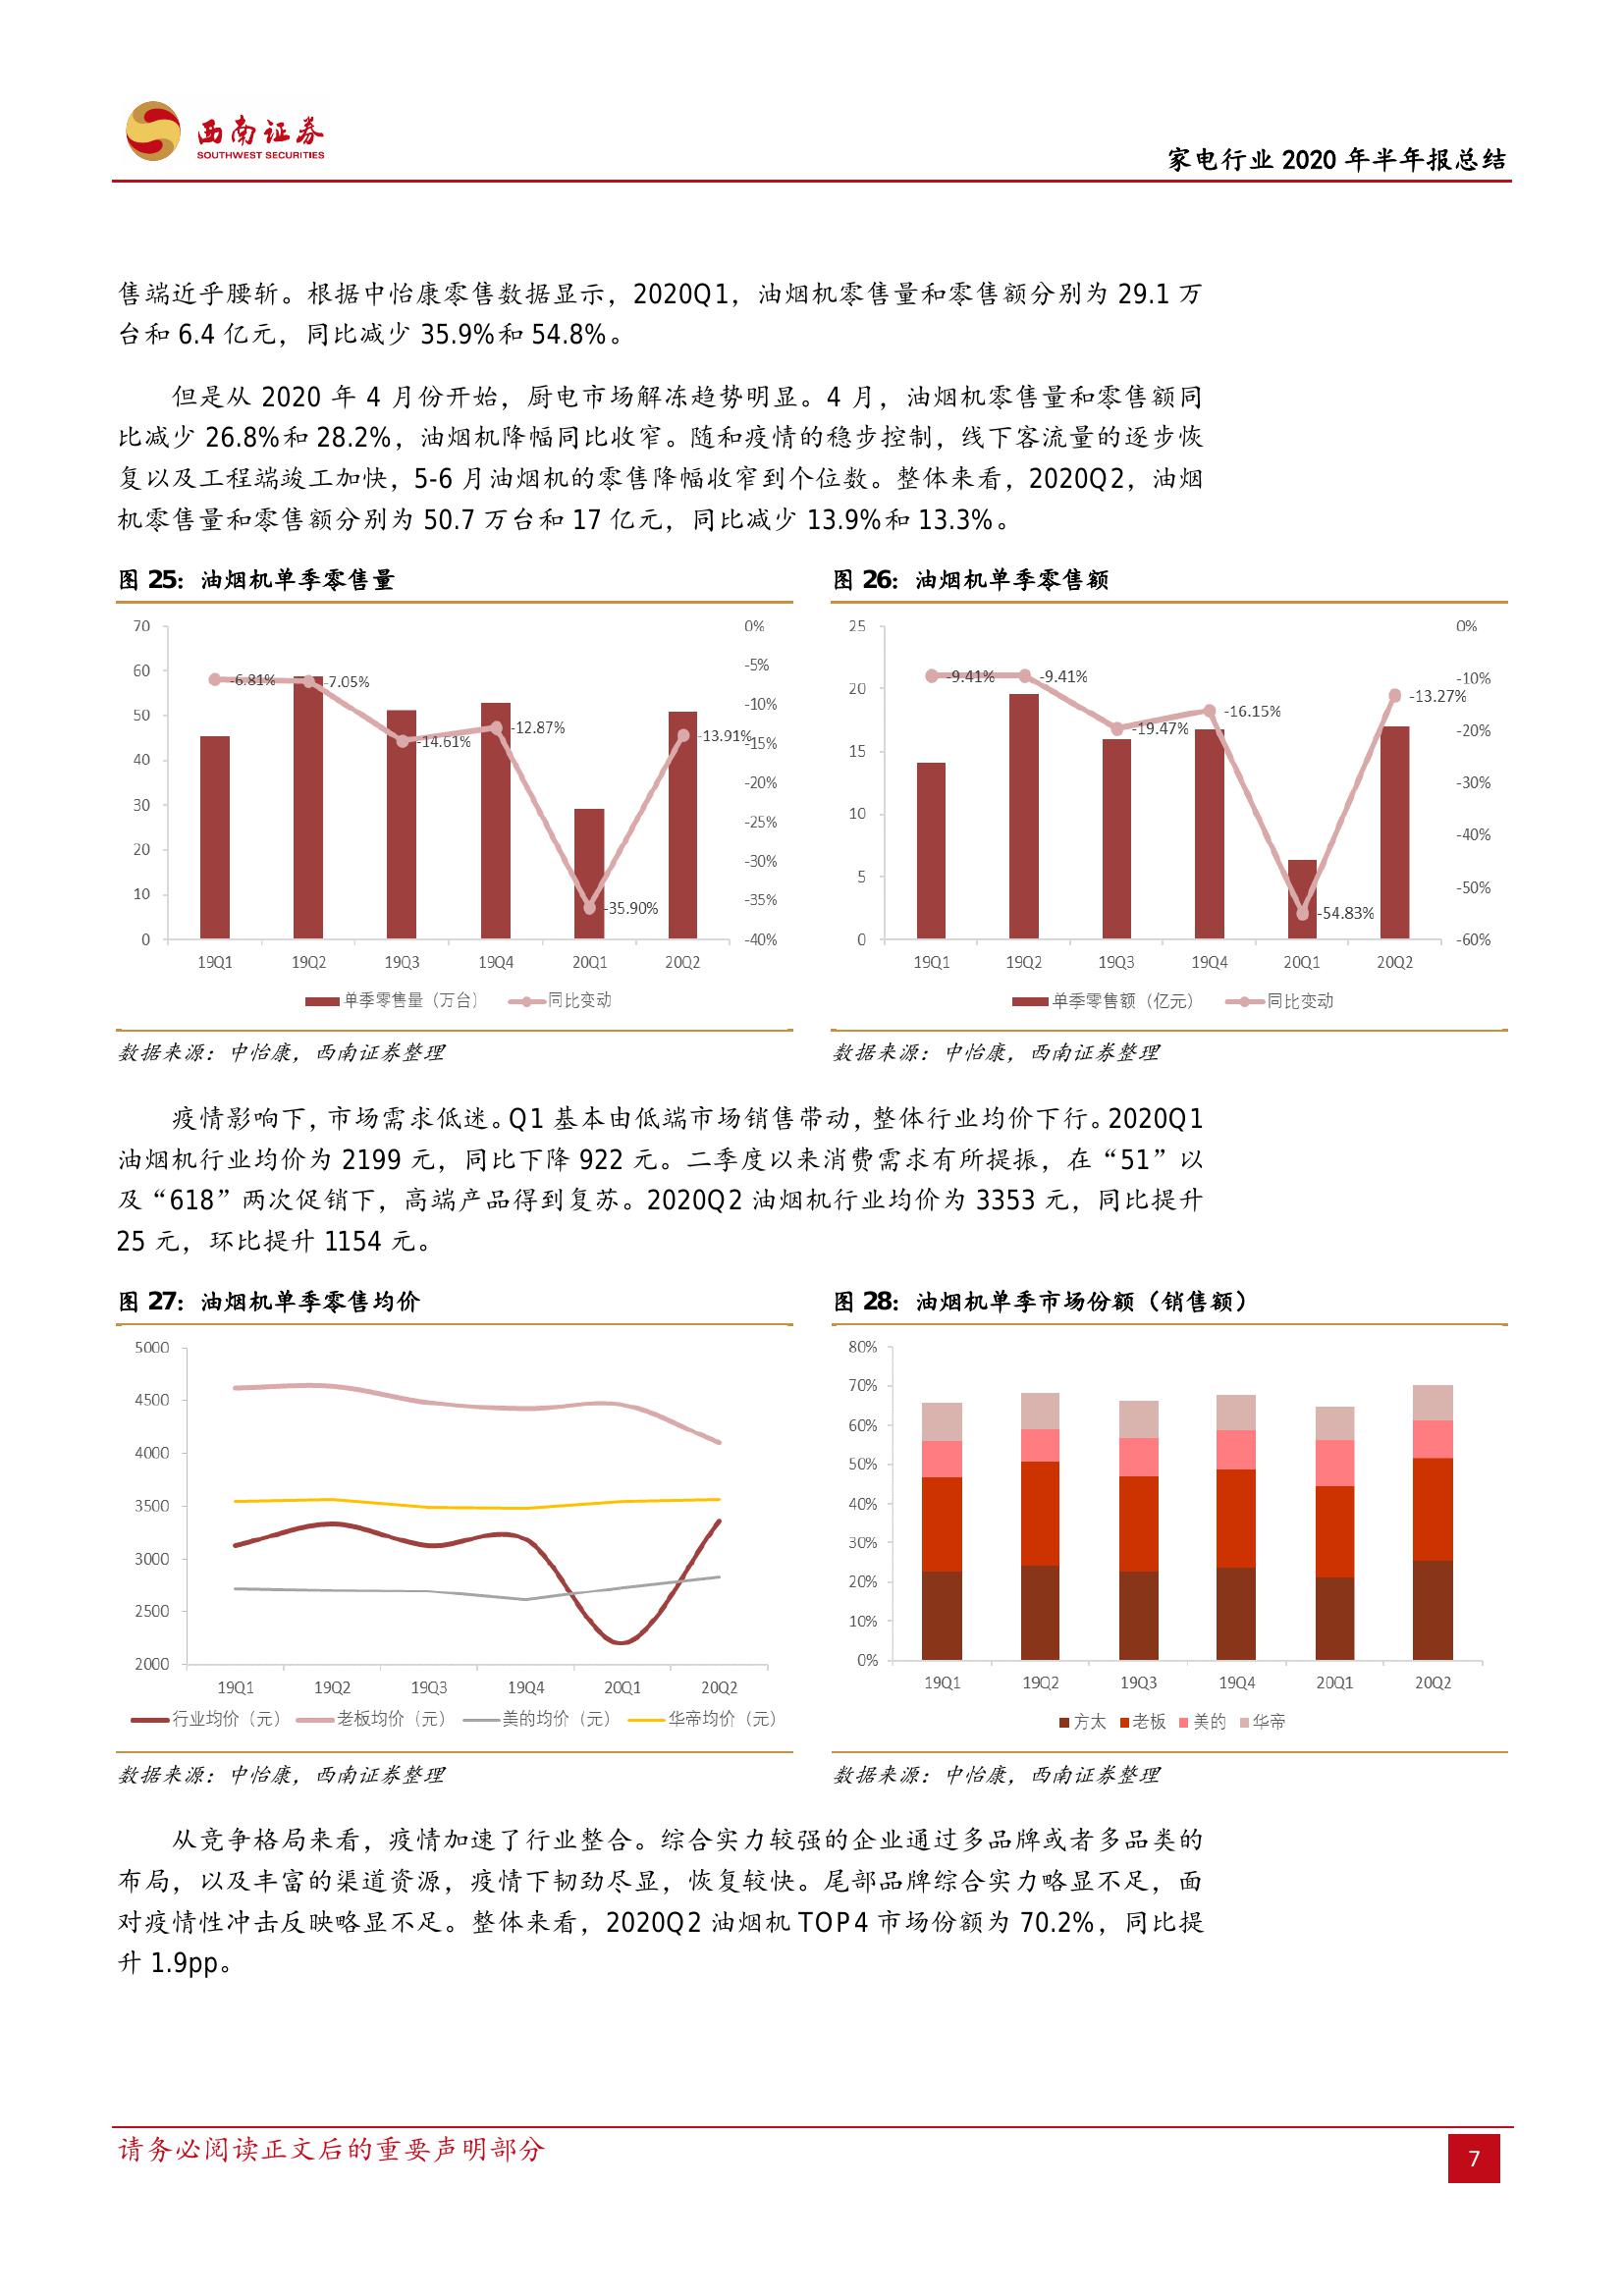 西南证券
SOUTHWEST SECURITIES
家电行业 2020 年半年报总结
售端近乎腰斩。根据中怡康零售数据显示，2020Q1，油烟机零售量和零售额分别为 29.1 万
台和 6.4 亿元，同比减少 35.9%和 54.8%。
但是从 2020 年 4 月份开始，厨电市场解冻趋势明显。4 月，油烟机零售量和零售额同
比减少 26.8%和 28.2%，油烟机降幅同比收窄。随和疫情的稳步控制，线下客流量的逐步恢
复以及工程端竣工加快，5-6 月油烟机的零售降幅收窄到个位数。整体来看，2020Q2，油烟
机零售量和零售额分别为 50.7 万台和 17 亿元，同比减少 13.9%和 13.3%。
图 25：油烟机单季零售量
70
60
50
40
30
20
10
0
0%
-5%
-10%
-15%
-20%
-25%
-30%
-35%
-40%
-6.81%
-7.05%
-14.61%
-12.87%
-35.90%
-13.91%
19Q1 19Q2 19Q3 19Q4 20Q1 20Q2
单季零售量（万台） 同比变动
数据来源：中怡康，西南证券整理
图 26：油烟机单季零售额
25
20
15
10
5
0
0%
-10%
-20%
-30%
-40%
-50%
-60%
-9.41%
-9.41%
-19.47%
-16.15%
-54.83%
-13.27%
19Q1 19Q2 19Q3 19Q4 20Q1 20Q2
单季零售额（亿元） 同比变动
数据来源：中怡康，西南证券整理
疫情影响下，市场需求低迷。Q1 基本由低端市场销售带动，整体行业均价下行。2020Q1
油烟机行业均价为 2199 元，同比下降 922 元。二季度以来消费需求有所提振，在“51”以
及“618”两次促销下，高端产品得到复苏。2020Q2 油烟机行业均价为 3353 元，同比提升
25 元，环比提升 1154 元。
图 27：油烟机单季零售均价
5000
4500
4000
3500
3000
2500
2000
19Q1 19Q2 19Q3 19Q4 20Q1 20Q2
行业均价（元） 老板均价（元） 美的均价（元） 华帝均价（元）
数据来源：中怡康，西南证券整理
图 28：油烟机单季市场份额（销售额）
80%
70%
60%
50%
40%
30%
20%
10%
0%
19Q1 19Q2 19Q3 19Q4 20Q1 20Q2
方太 老板 美的 华帝
数据来源：中怡康，西南证券整理
从竞争格局来看，疫情加速了行业整合。综合实力较强的企业通过多品牌或者多品类的
布局，以及丰富的渠道资源，疫情下韧劲尽显，恢复较快。尾部品牌综合实力略显不足，面
对疫情性冲击反映略显不足。整体来看，2020Q2 油烟机 TOP4 市场份额为 70.2%，同比提
升 1.9pp。
请务必阅读正文后的重要声明部分
7